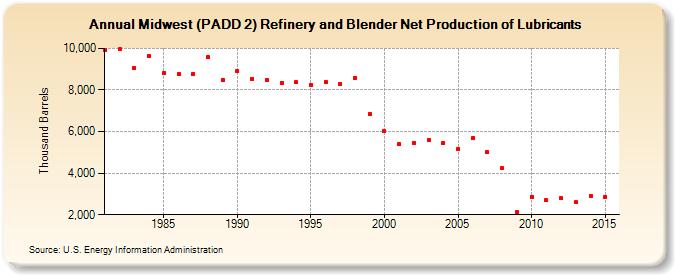 Annual Midwest (PADD 2) Refinery and Blender Net Production of Lubricants
Thousand Barrels
10,000
8,000
6,000
4,000
2,000
1985 1990 1995 2000 2005 2010 2015
Source: U.S. Energy Information Administration